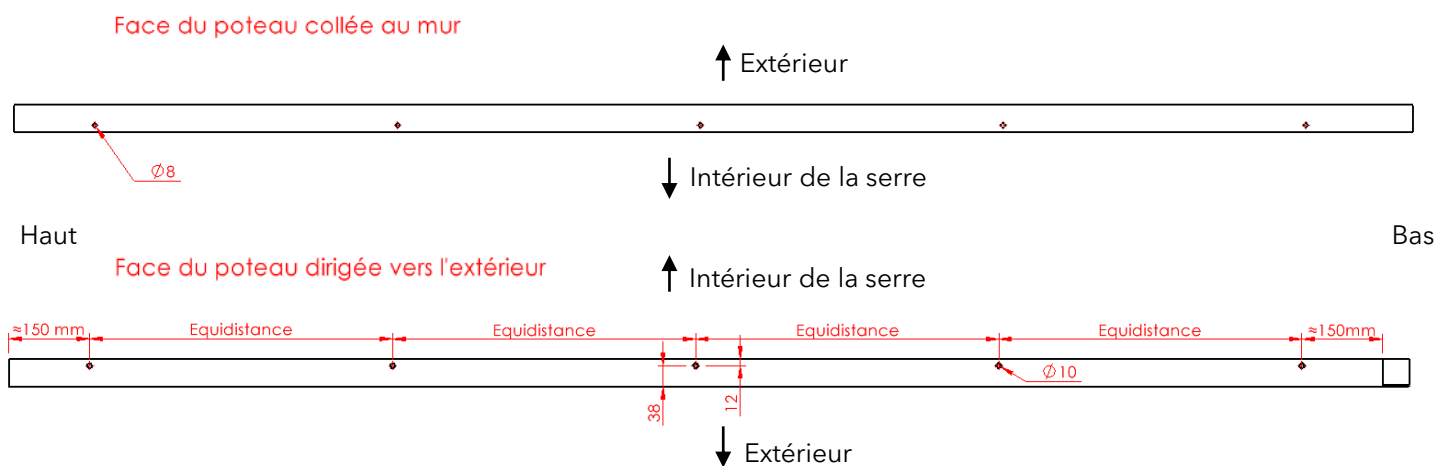 Face du poteau collée au mur
Extérieur
Ø8
Intérieur de la serre
Haut
Bas
Face du poteau dirigée vers l'extérieur
Intérieur de la serre
≈150 mm
Equidistance
Equidistance
Equidistance
Equidistance
≈150mm
Ø10
38
12
Extérieur